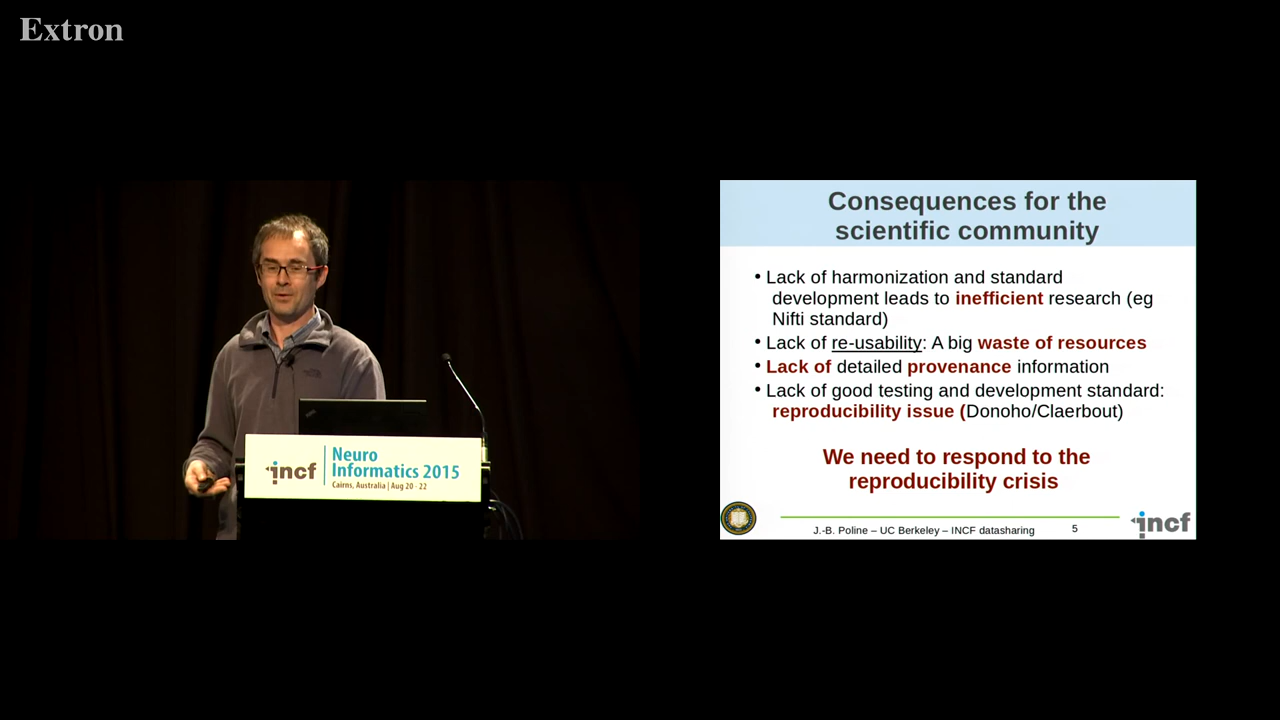 Extron
incf
Neuro
Informatics 2015
Cairns, Australia | Aug 20 - 22
Consequences for the
scientific community
• Lack of harmonization and standard
development leads to inefficient research (eg
Nifti standard)
• Lack of re-usability: A big waste of resources
• Lack of detailed provenance information
• Lack of good testing and development standard:
reproducibility issue (Donoho/Claerbout)
We need to respond to the
reproducibility crisis
J.-B. Poline – UC Berkeley – INCF datasharing
5
incf